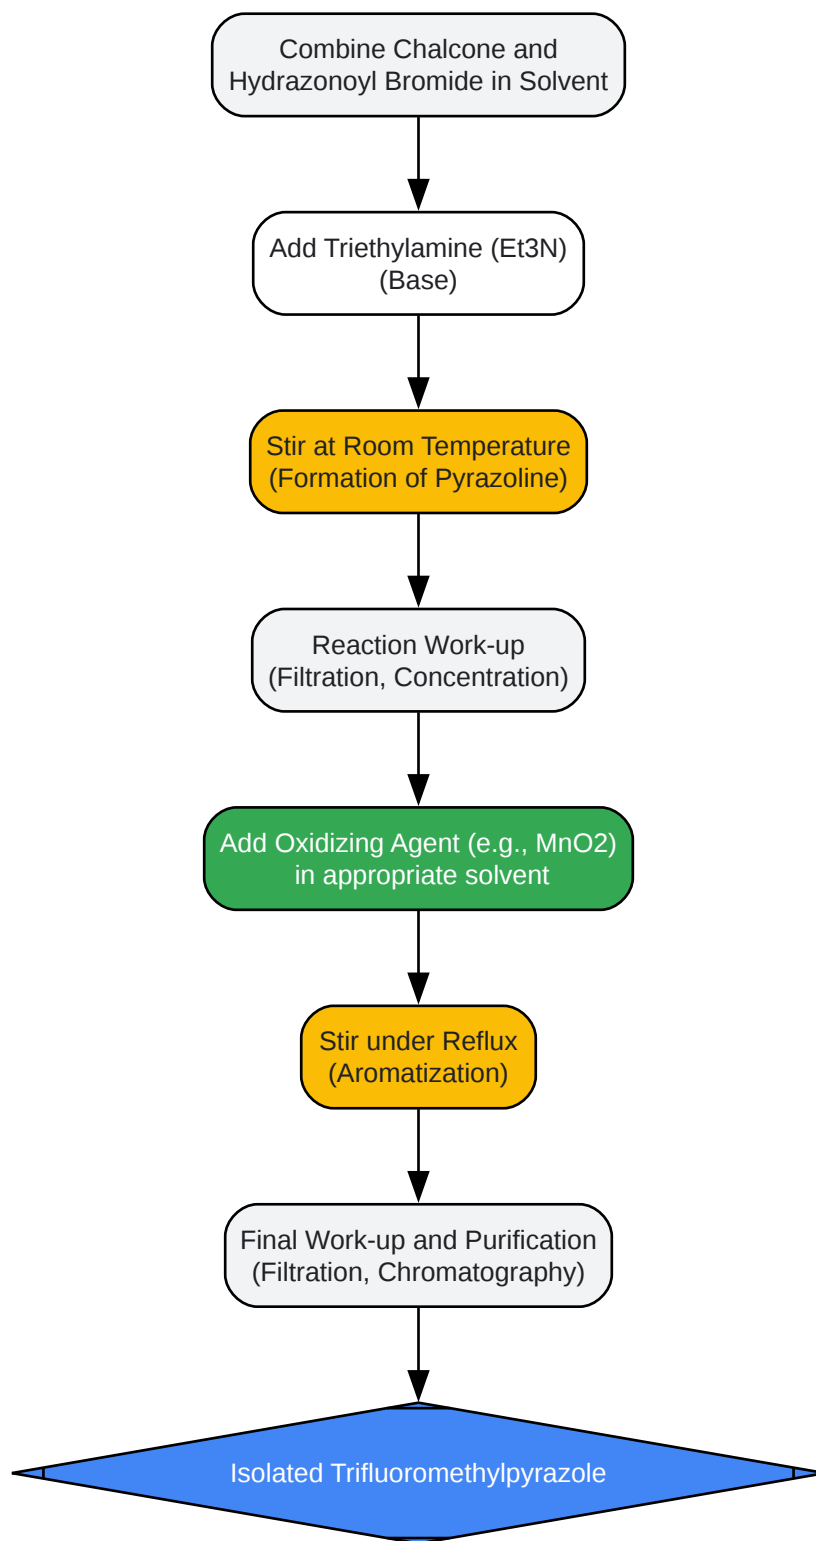 Combine Chalcone and
Hydrazonoyl Bromide in Solvent
Add Triethylamine (Et3N)
(Base)
Stir at Room Temperature
(Formation of Pyrazoline)
Reaction Work-up
(Filtration, Concentration)
Add Oxidizing Agent (e.g., MnO2)
in appropriate solvent
Stir under Reflux
(Aromatization)
Final Work-up and Purification
(Filtration, Chromatography)
Isolated Trifluoromethylpyrazole